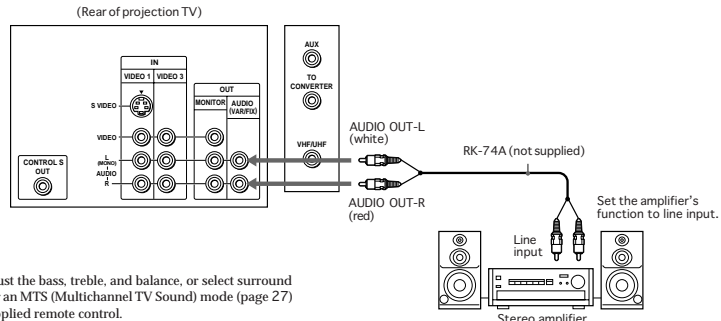 (Rear of projection TV)
IN
VIDEO 1 VIDEO 3
S VIDEO
VIDEO
L
(MONO)
AUDIO
R
CONTROL S
OUT
OUT
MONITOR AUDIO
(VAR/FIX)
AUX
TO
CONVERTER
VHF/UHF
AUDIO OUT-L
(white)
AUDIO OUT-R
(red)
RK-74A (not supplied)
Set the amplifier's
function to line input.
Line
input
Stereo amplifier
ust the bass, treble, and balance, or select surround
an MTS (Multichannel TV Sound) mode (page 27)
pplied remote control.